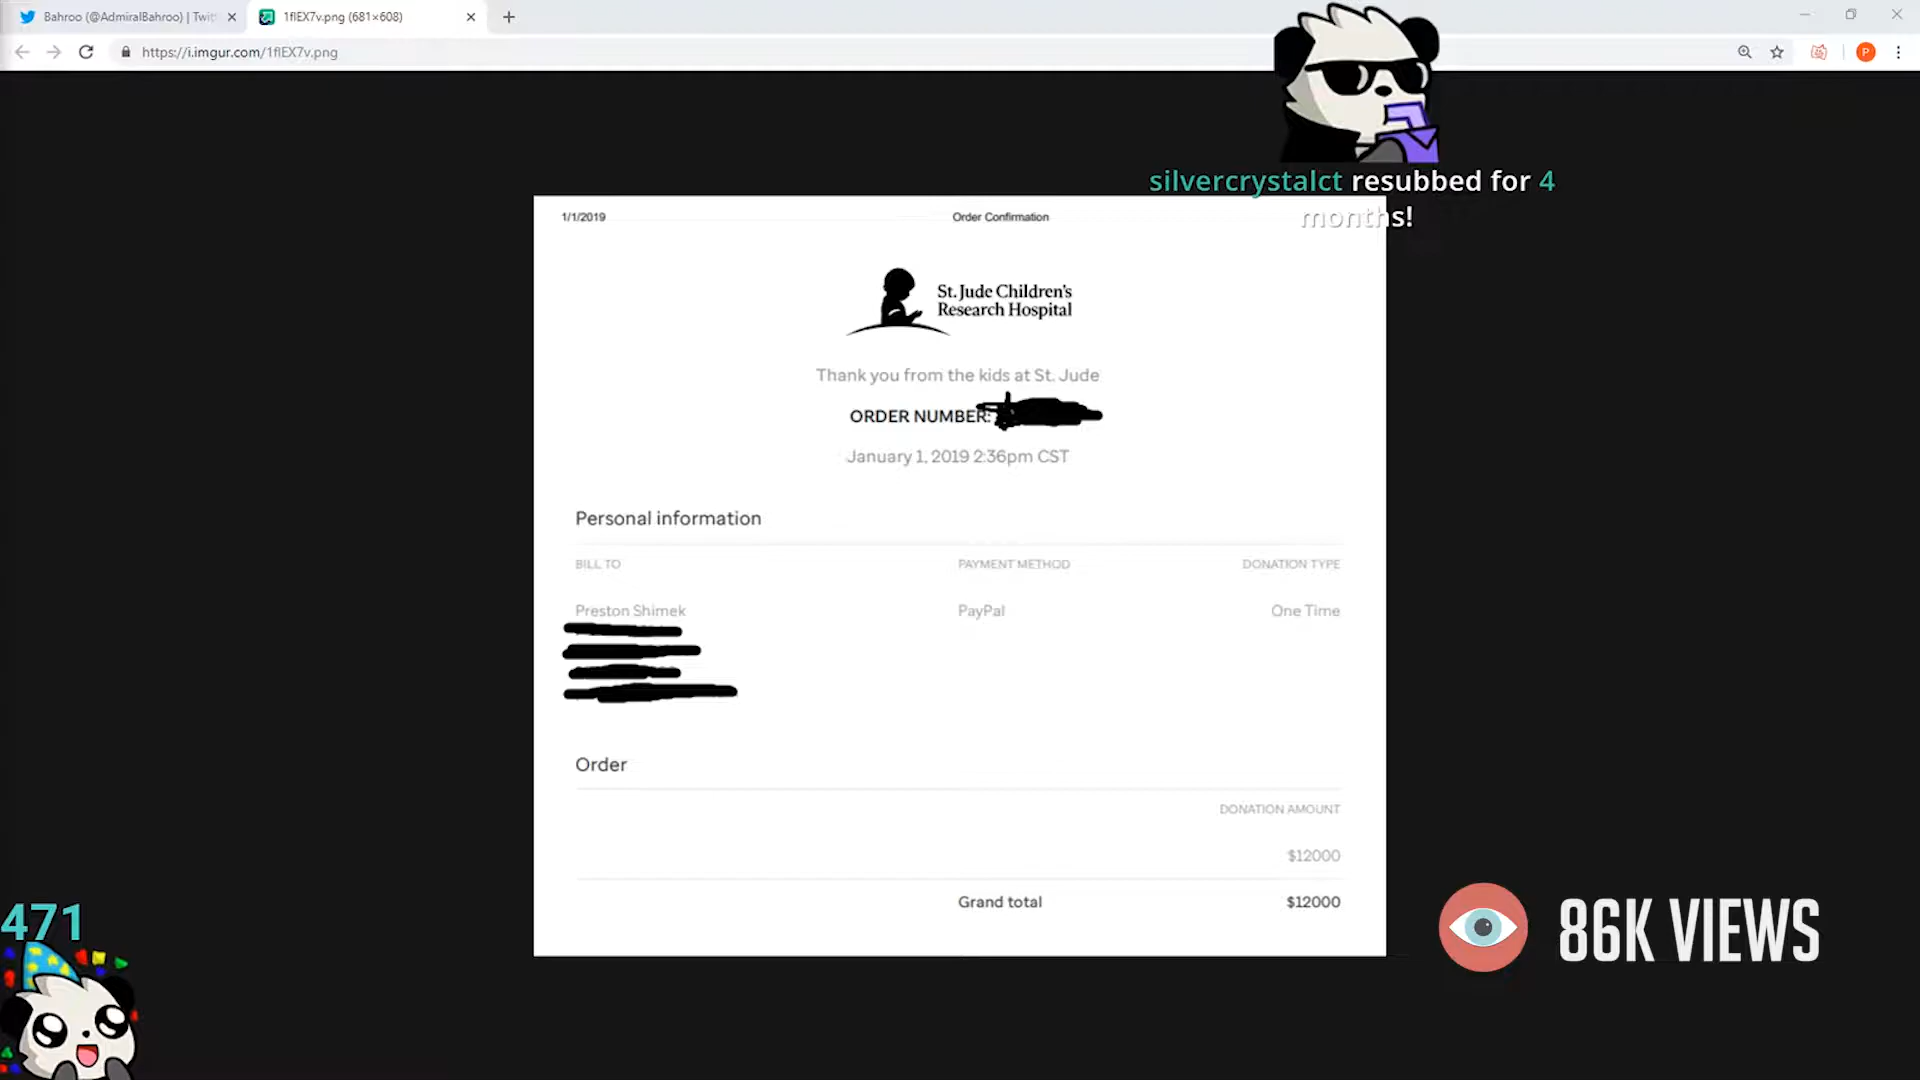 Bahroo (@AdmiralBahroo) | Twit
1flEX7v.png (681×608)
https://i.imgur.com/1flEX7v.png
P
silvercrystalct resubbed for 4
months!
1/1/2019
Order Confirmation
St. Jude Children's
Research Hospital
Thank you from the kids at St. Jude
ORDER NUMBER:
January 1, 2019 2:36pm CST
Personal information
BILL TO
PAYMENT METHOD
DONATION TYPE
Preston Shimek
PayPal
One Time
Order
DONATION AMOUNT
$12000
Grand total
$12000
471
86K VIEWS